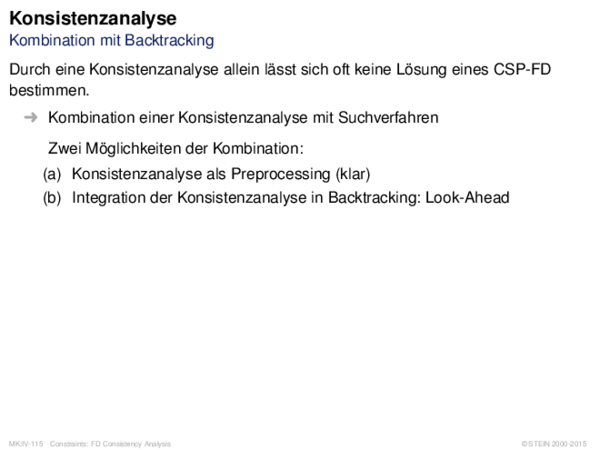 Konsistenzanalyse
Kombination mit Backtracking
Durch eine Konsistenzanalyse allein lässt sich oft keine Lösung eines CSP-FD
bestimmen.
➔ Kombination einer Konsistenzanalyse mit Suchverfahren
Zwei Möglichkeiten der Kombination:
(a) Konsistenzanalyse als Preprocessing (klar)
(b) Integration der Konsistenzanalyse in Backtracking: Look-Ahead
MK:IV-115 Constraints: FD Consistency Analysis © STEIN 2000-2015